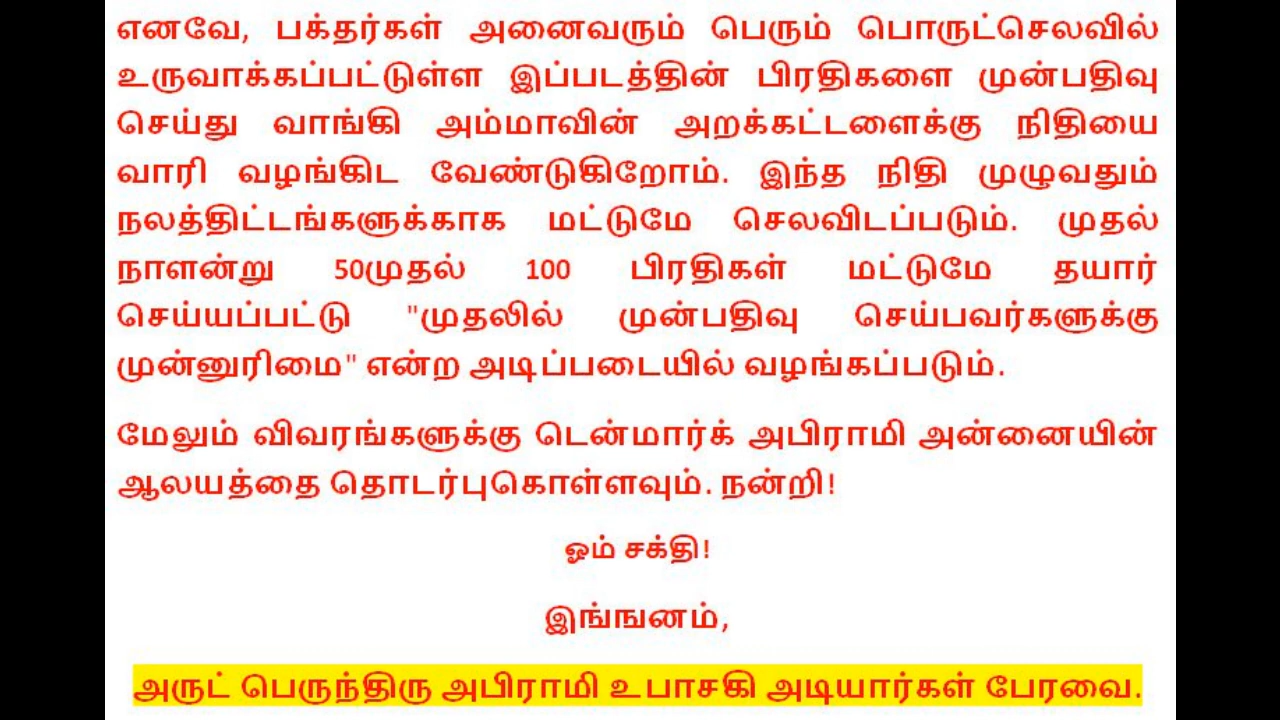 எனவே, பக்தர்கள் அனைவரும் பெரும் பொருட்செலவில்
உருவாக்கப்பட்டுள்ள இப்படத்தின் பிரதிகளை முன்பதிவு
செய்து வாங்கி அம்மாவின் அறக்கட்டளைக்கு நிதியை
வாரி வழங்கிட வேண்டுகிறோம். இந்த நிதி முழுவதும்
நலத்திட்டங்களுக்காக மட்டுமே செலவிடப்படும். முதல்
நாளன்று 50முதல் 100 பிரதிகள் மட்டுமே தயார்
செய்யப்பட்டு "முதலில் முன்பதிவு செய்பவர்களுக்கு
முன்னுரிமை" என்ற அடிப்படையில் வழங்கப்படும்.
மேலும் விவரங்களுக்கு டென்மார்க் அபிராமி அன்னையின்
ஆலயத்தை தொடர்புகொள்ளவும். நன்றி!
ஓம் சக்தி!
இங்ஙனம்,
அருட் பெருந்திரு அபிராமி உபாசகி அடியார்கள் பேரவை.